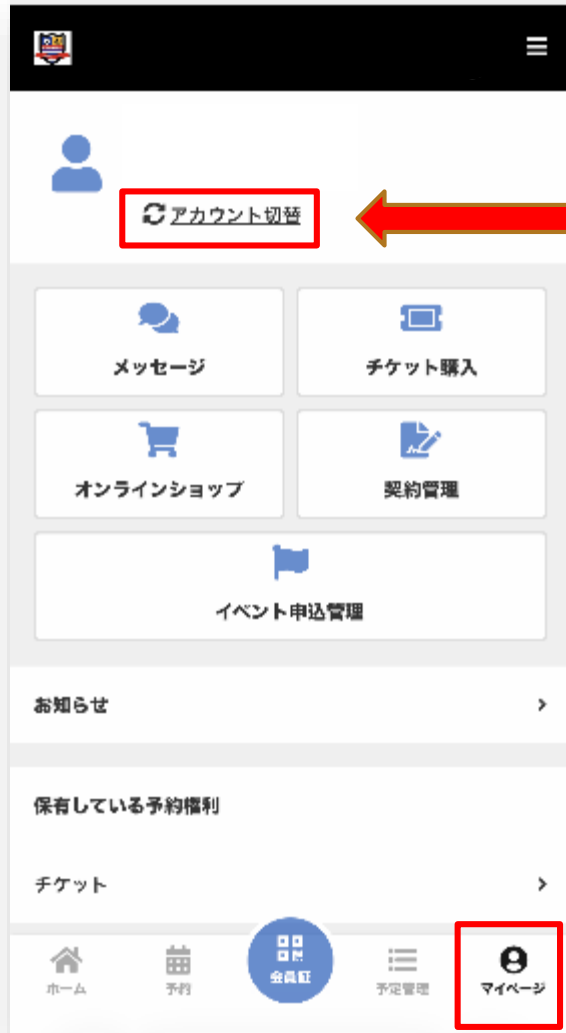 アカウント切替
メッセージ
チケット購入
オンラインショップ
契約管理
イベント申込管理
お知らせ
保有している予約権利
チケット
ホーム
予約
会員証
予定管理
マイページ